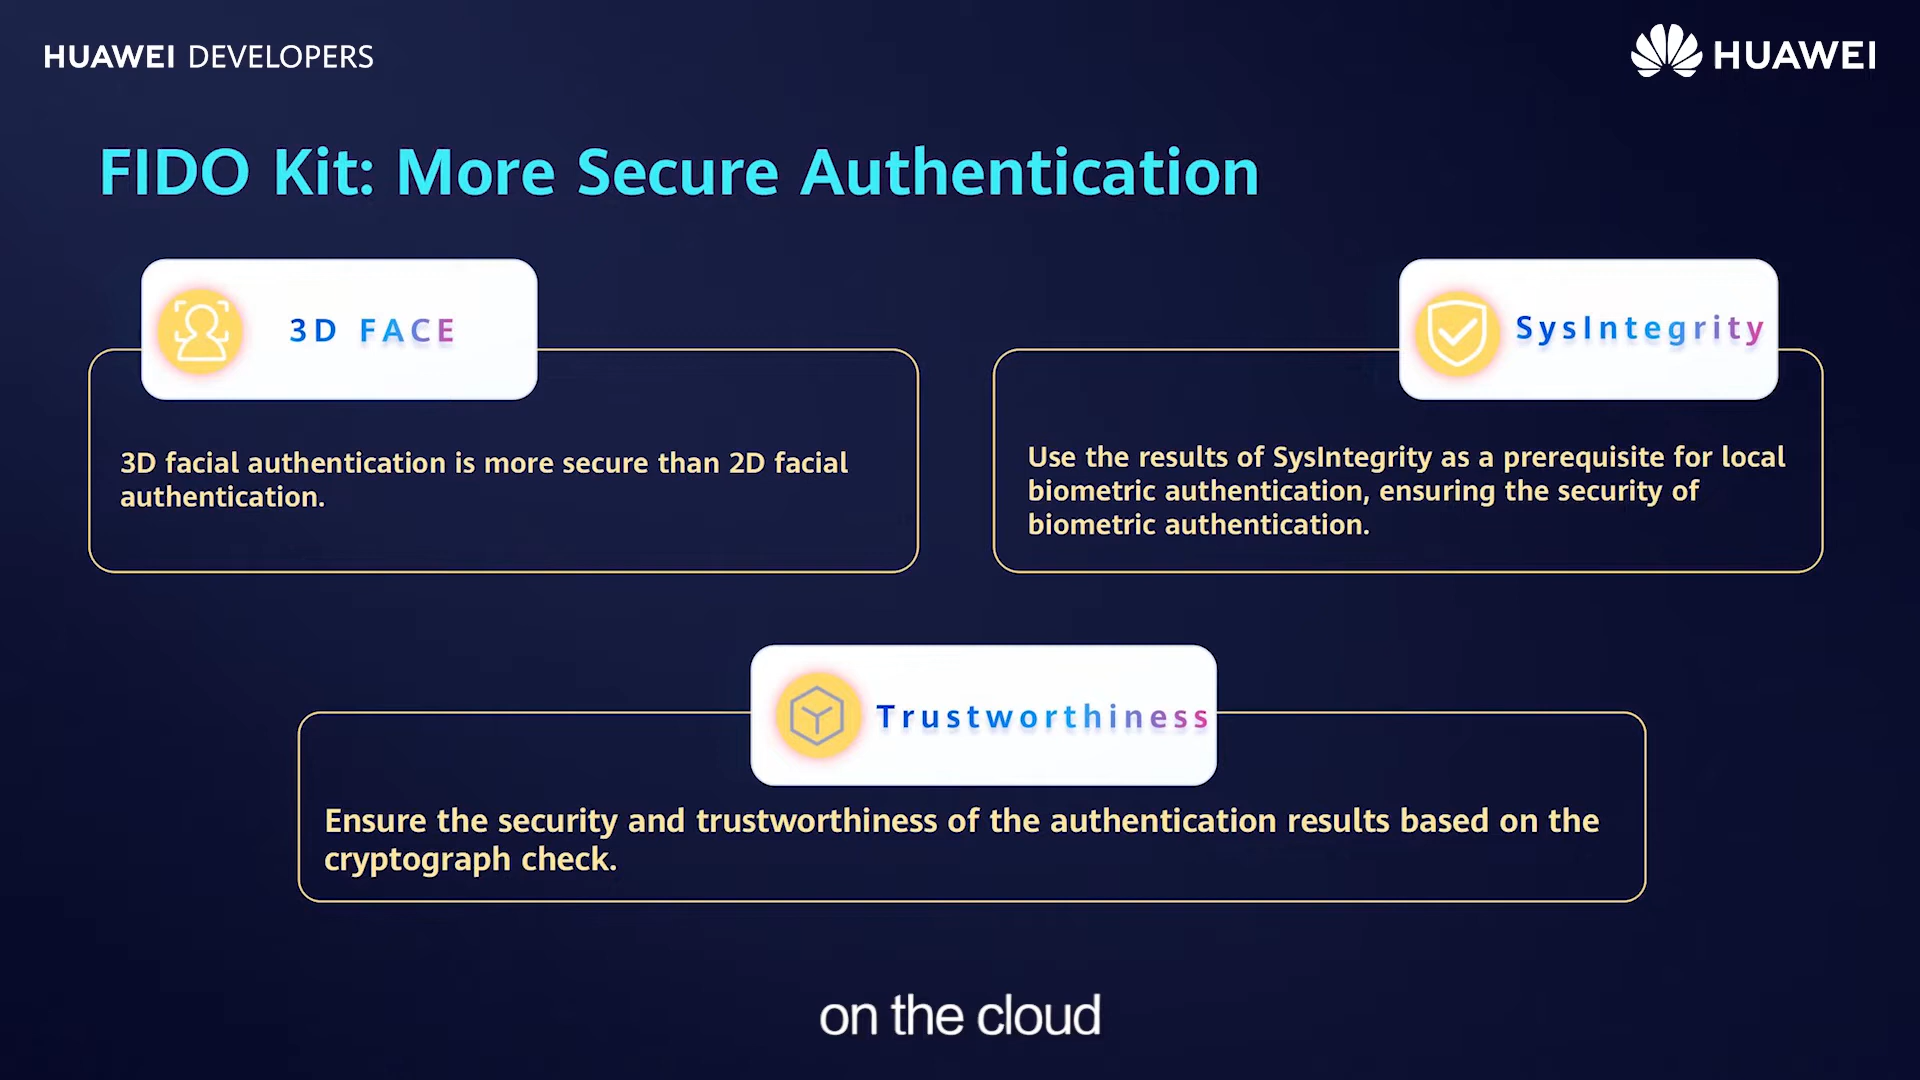 HUAWEI DEVELOPERS
HUAWEI
FIDO Kit: More Secure Authentication
3D FACE
3D facial authentication is more secure than 2D facial
authentication.
SysIntegrity
Use the results of SysIntegrity as a prerequisite for local
biometric authentication, ensuring the security of
biometric authentication.
Trustworthiness
Ensure the security and trustworthiness of the authentication results based on the
cryptograph check.
on the cloud